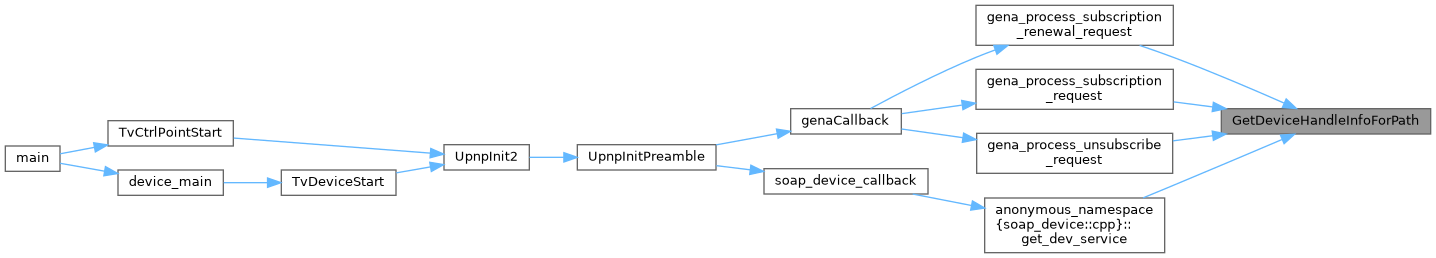 main
TvCtrlPointStart
device_main
TvDeviceStart
UpnpInit2
UpnpInitPreamble
genaCallback
soap_device_callback
gena_process_subscription
_renewal_request
gena_process_subscription
_request
gena_process_unsubscribe
_request
anonymous_namespace
{soap_device::cpp}::
get_dev_service
GetDeviceHandleInfoForPath